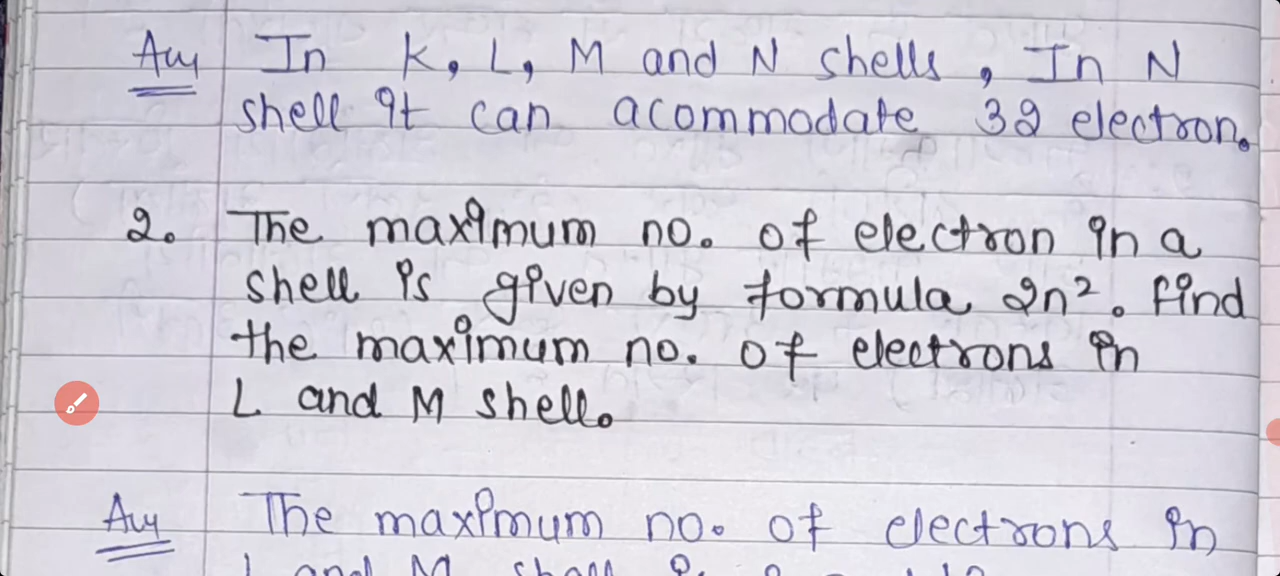 Ans In K, L, M and N shells, In N
shell it can acommodate 32 electron.
2. The maximum no. of electron in a
shell is given by formula 2n². Find
the maximum no. of electrons in
L and M shell.
Ans The maximum no. of electrons in
L and M shell